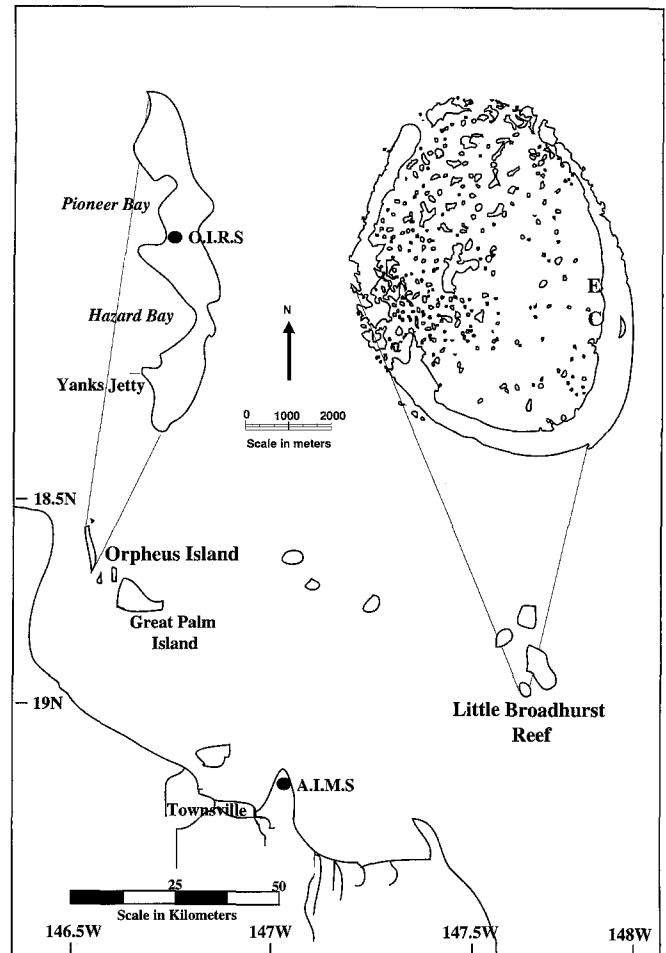 Pioneer Bay
O.I.R.S
E
Hazard Bay
N
C
Yanks Jetty
0 1000 2000
Scale in meters
18.5N
Orpheus Island
Great Palm
Island
19N
Little Broadhurst
Reef
A.I.M.S
Townsville
25 50
Scale in Kilometers
146.5W 147W 147.5W 148W